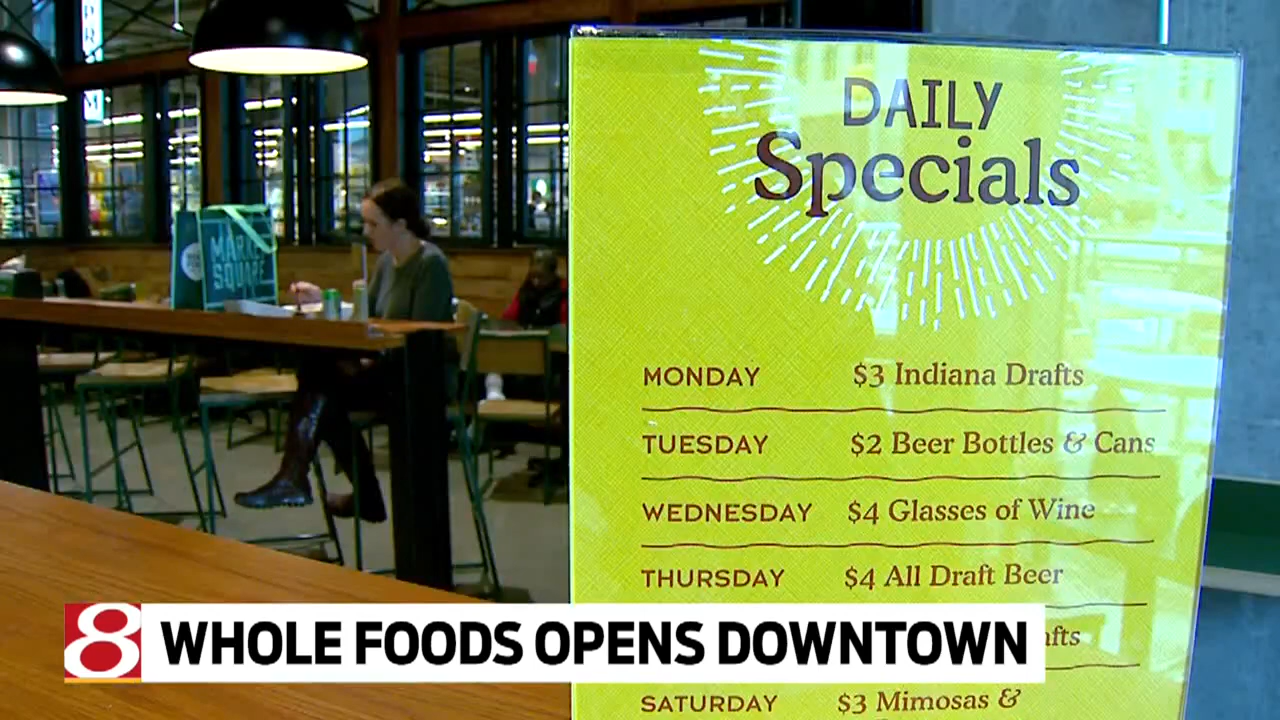 DAILY
Specials
MONDAY $3 Indiana Drafts
TUESDAY $2 Beer Bottles & Cans
WEDNESDAY $4 Glasses of Wine
THURSDAY $4 All Draft Beer
SATURDAY $3 Mimosas &
SQUARE
8 WHOLE FOODS OPENS DOWNTOWN